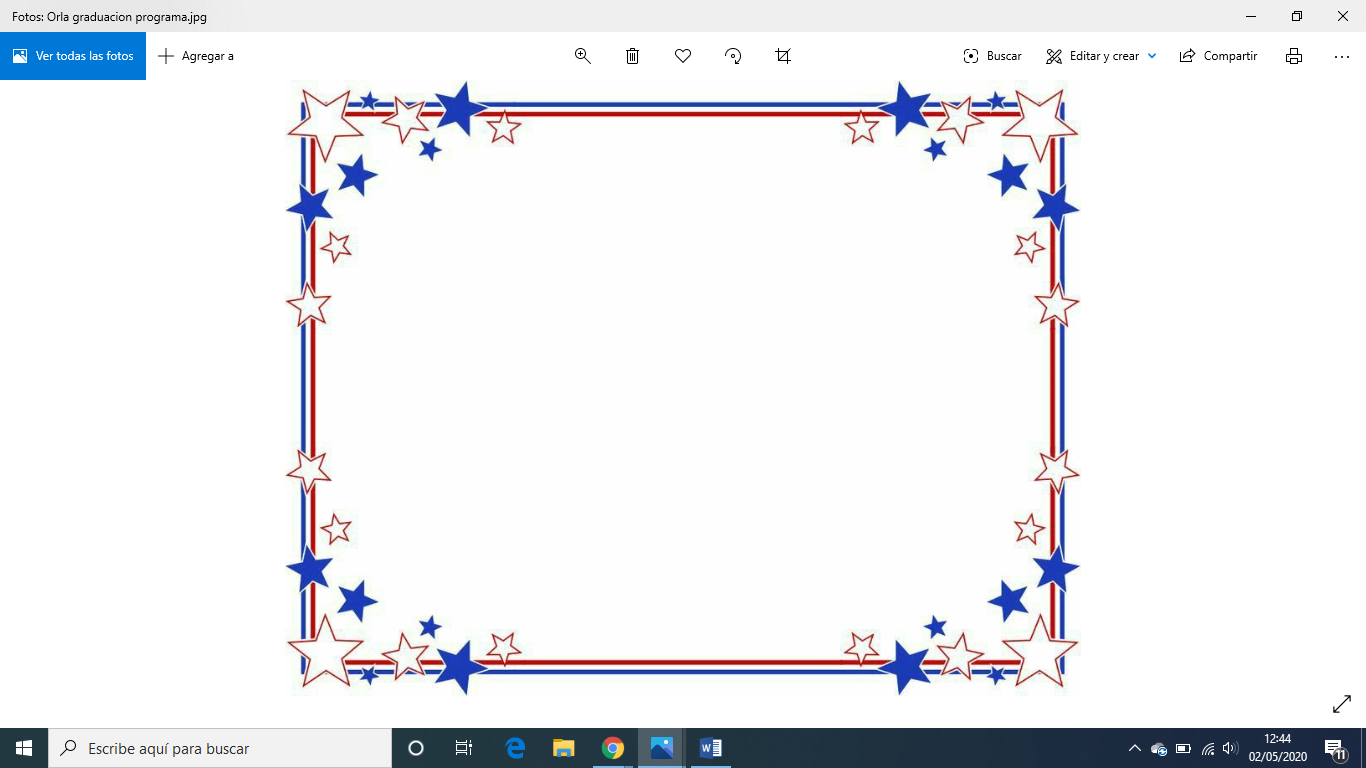 Fotos: Orla graduacion programa.jpg
Ver todas las fotos
Agregar a
Buscar
Editar y crear
Compartir
Escribe aquí para buscar
12:44
02/05/2020
11